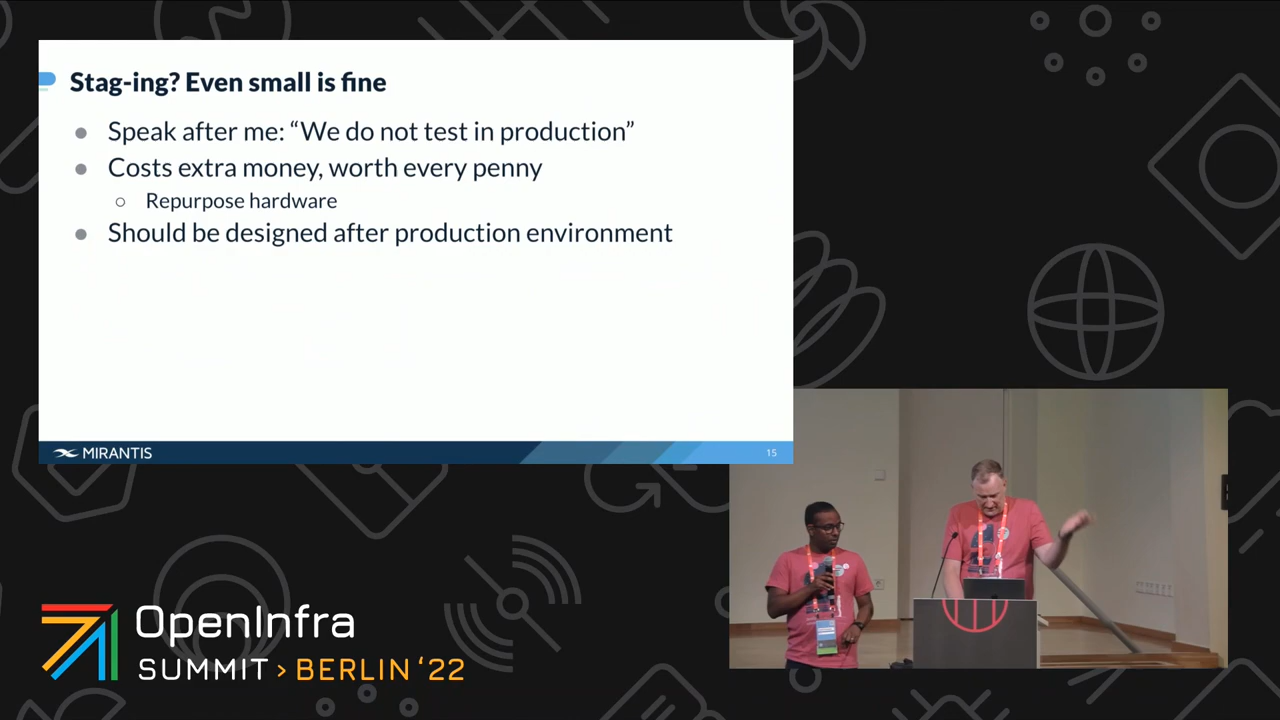 Stag-ing? Even small is fine
Speak after me: “We do not test in production”
Costs extra money, worth every penny
Repurpose hardware
Should be designed after production environment
MIRANTIS
15
OpenInfra
SUMMIT > BERLIN ‘22